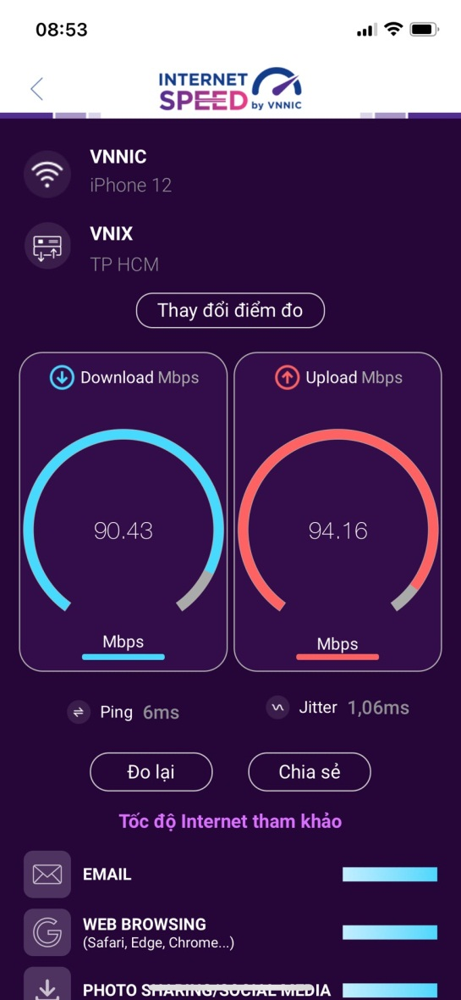 08:53
INTERNET
SPEED by VNNIC
VNNIC
iPhone 12
VNIX
TP HCM
Thay đổi điểm đo
Download Mbps
Upload Mbps
90.43
94.16
Mbps
Mbps
Ping 6ms
Jitter 1,06ms
Đo lại
Chia sẻ
Tốc độ Internet tham khảo
EMAIL
WEB BROWSING
(Safari, Edge, Chrome...)
PHOTO SHARING/SOCIAL MEDIA